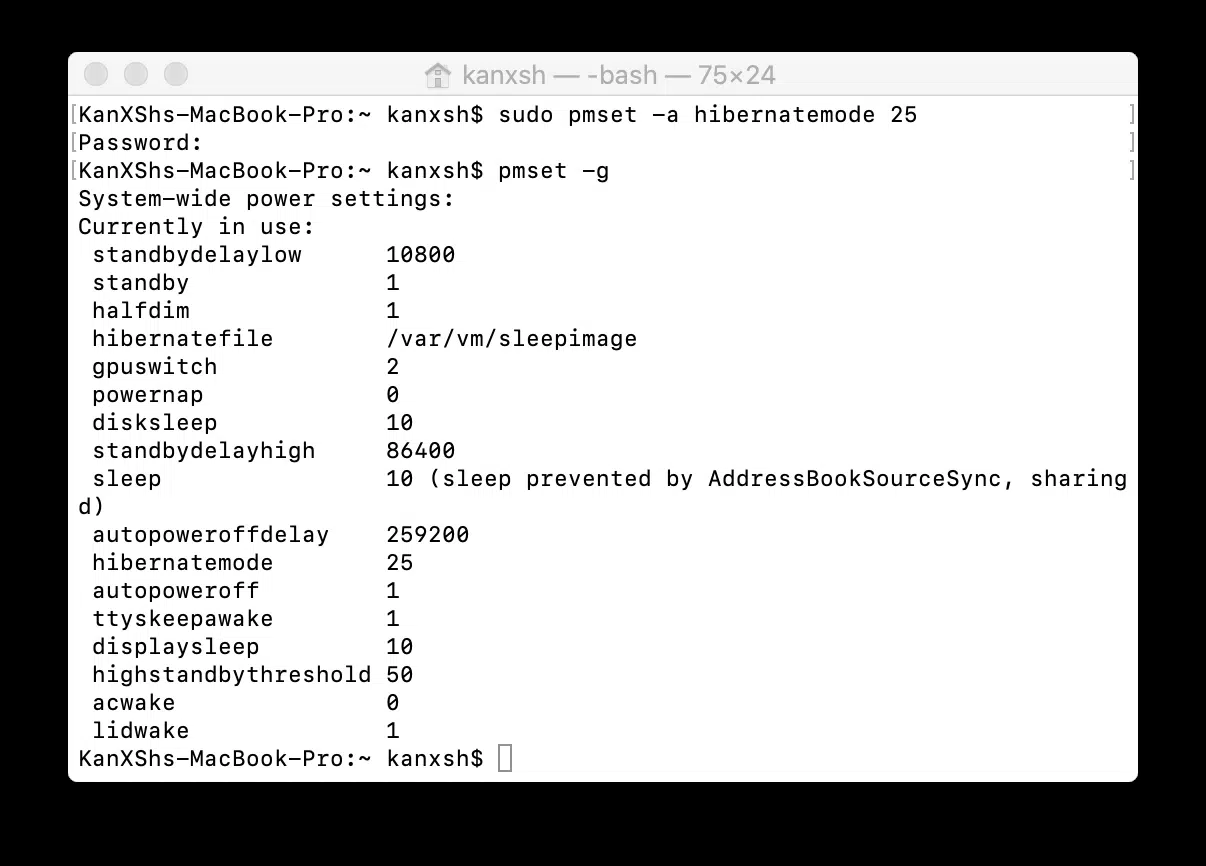 kanxsh — -bash — 75×24
[KanXShs-MacBook-Pro:~ kanxsh$ sudo pmset -a hibernatemode 25 ]
[Password: ]
[KanXShs-MacBook-Pro:~ kanxsh$ pmset -g ]
System-wide power settings:
Currently in use:
 standbydelaylow      10800
 standby              1
 halfdim              1
 hibernatefile        /var/vm/sleepimage
 gpuswitch            2
 powernap             0
 disksleep            10
 standbydelayhigh     86400
 sleep                10 (sleep prevented by AddressBookSourceSync, sharing
d)
 autopoweroffdelay    259200
 hibernatemode        25
 autopoweroff         1
 ttyskeepawake        1
 displaysleep         10
 highstandbythreshold 50
 acwake               0
 lidwake              1
KanXShs-MacBook-Pro:~ kanxsh$